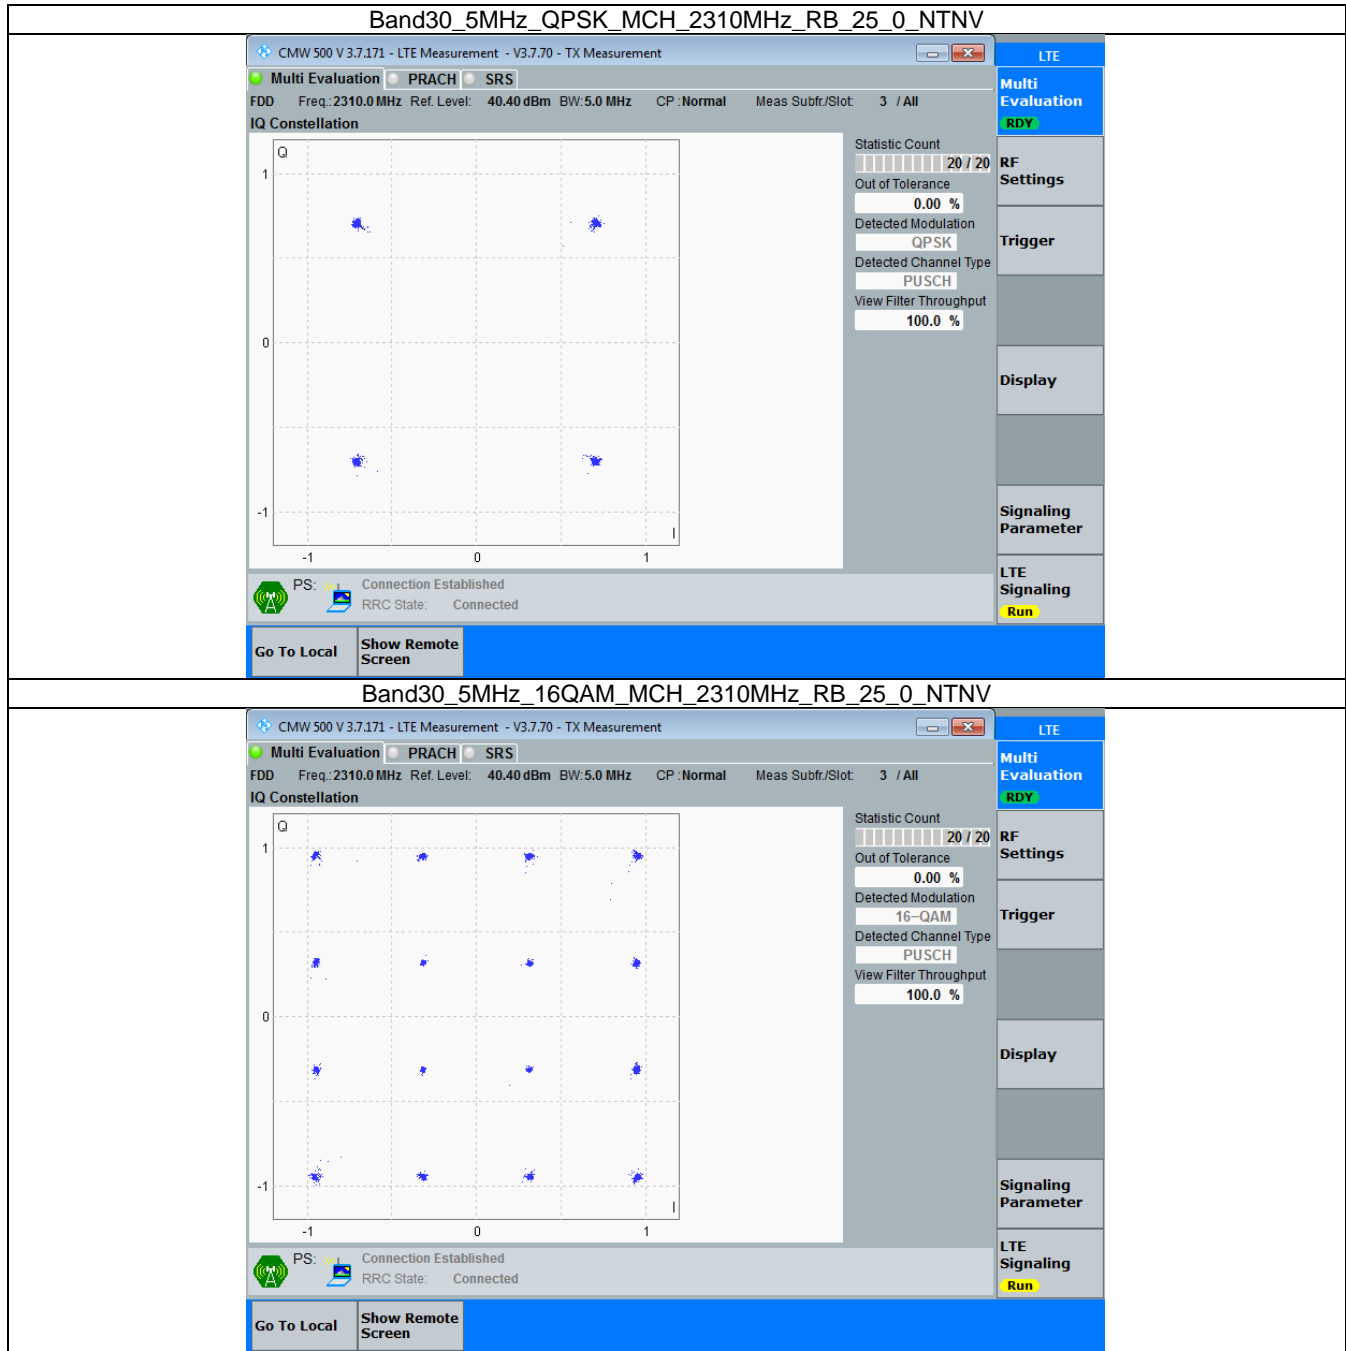 Band30_5MHz_QPSK_MCH_2310MHz_RB_25_0_NTNV
CMW 500 V 3.7.171 - LTE Measurement - V3.7.70 - TX Measurement
LTE
Multi Evaluation PRACH SRS
FDD Freq.: 2310.0 MHz Ref. Level: 40.40 dBm BW: 5.0 MHz CP : Normal Meas Subfr./Slot: 3 / All
IQ Constellation
Q
1
0
-1
I
-1 0 1
Statistic Count
20 / 20
Out of Tolerance
0.00 %
Detected Modulation
QPSK
Detected Channel Type
PUSCH
View Filter Throughput
100.0 %
Multi
Evaluation
RDY
RF
Settings
Trigger
Display
Signaling
Parameter
LTE
Signaling
Run
PS: Connection Established
RRC State: Connected
Go To Local
Show Remote
Screen
Band30_5MHz_16QAM_MCH_2310MHz_RB_25_0_NTNV
CMW 500 V 3.7.171 - LTE Measurement - V3.7.70 - TX Measurement
LTE
Multi Evaluation PRACH SRS
FDD Freq.: 2310.0 MHz Ref. Level: 40.40 dBm BW: 5.0 MHz CP : Normal Meas Subfr./Slot: 3 / All
IQ Constellation
Q
1
0
-1
I
-1 0 1
Statistic Count
20 / 20
Out of Tolerance
0.00 %
Detected Modulation
16-QAM
Detected Channel Type
PUSCH
View Filter Throughput
100.0 %
Multi
Evaluation
RDY
RF
Settings
Trigger
Display
Signaling
Parameter
LTE
Signaling
Run
PS: Connection Established
RRC State: Connected
Go To Local
Show Remote
Screen